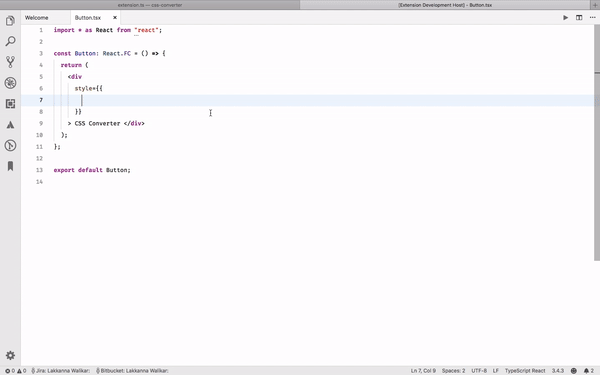 extension.ts — css-converter
[Extension Development Host] - Button.tsx
Welcome
Button.tsx
1 import * as React from "react";
2
3 const Button: React.FC = () => {
4 return (
5 <div
6 style={{
7
8 }}
9 > CSS Converter </div>
10 );
11 };
12
13 export default Button;
14
0 0 Jira: Lakkanna Walikar: Bitbucket: Lakkanna Walikar: Ln 7, Col 9 Spaces: 2 UTF-8 LF TypeScript React 3.4.3 2